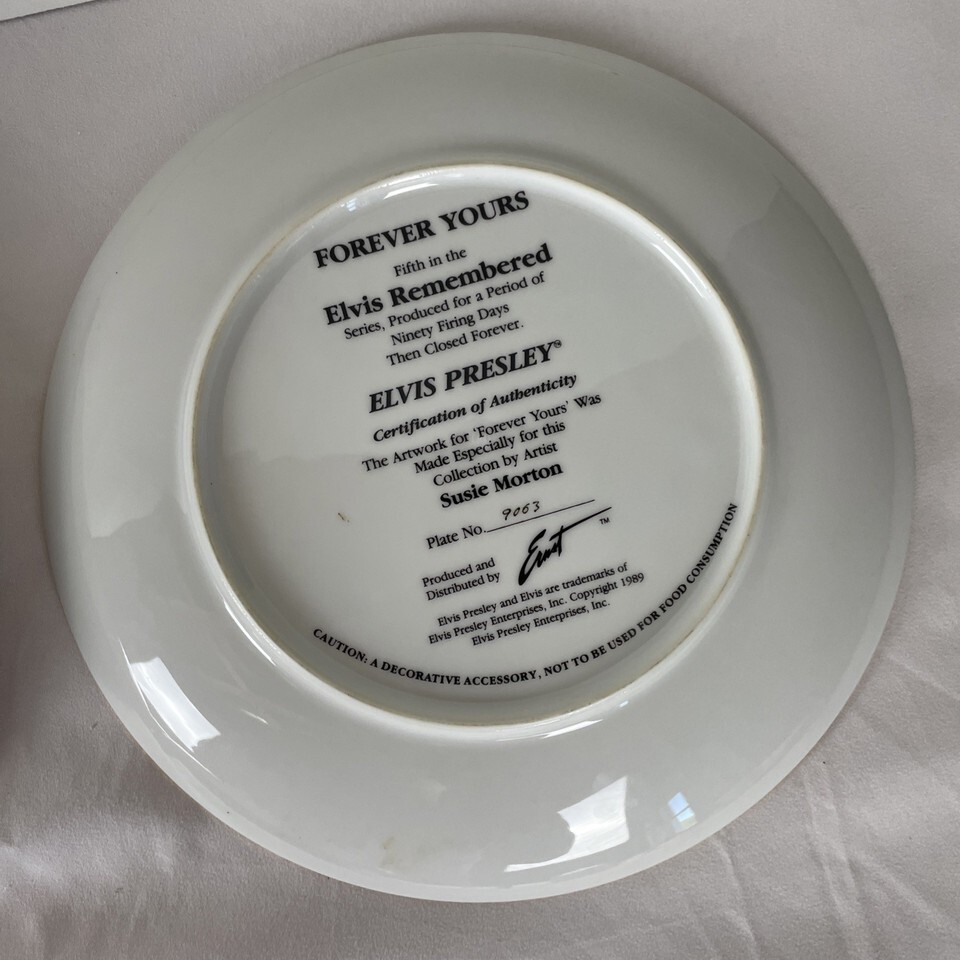 FOREVER YOURS
Fifth in the
Elvis Remembered
Series, Produced for a Period of
Ninety Firing Days
Then Closed Forever.
ELVIS PRESLEY®
Certification of Authenticity
The Artwork for 'Forever Yours' Was
Made Especially for this
Collection by Artist
Susie Morton
Plate No. 9063
Produced and
Distributed by Ernst ™
Elvis Presley and Elvis are trademarks of
Elvis Presley Enterprises, Inc. Copyright 1989
Elvis Presley Enterprises, Inc.
CAUTION: A DECORATIVE ACCESSORY, NOT TO BE USED FOR FOOD CONSUMPTION